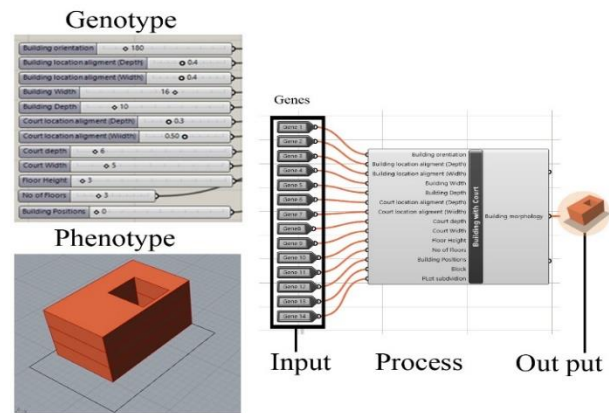 Genotype
Building orientation 180
Building location aligment (Depth) 0.4
Building location aligment (Width) 0.4
Building Width 16
Building Depth 10
Court location aligment (Depth) 0.3
Court location aligment (Wiidth) 0.50
Court depth 6
Court Width 5
Floor Height 3
No of Floors 3
Building Positions 0
Phenotype
Genes
Gene 1
Gene 2
Gene 3
Gene 4
Gene 5
Gene 6
Gene 7
Gene8
Gene 9
Gene 10
Gene 11
Gene 12
Gene 13
Gene 14
Building orientation
Building location aligment (Depth)
Building location aligment (Width)
Building Width
Building Depth
Court location aligment (Depth)
Court location aligment (Width)
Court depth
Court Width
Floor Height
No of Floors
Building Positions
Block
PLot subdivision
Building with Court
Building morphology
Input
Process
Out put